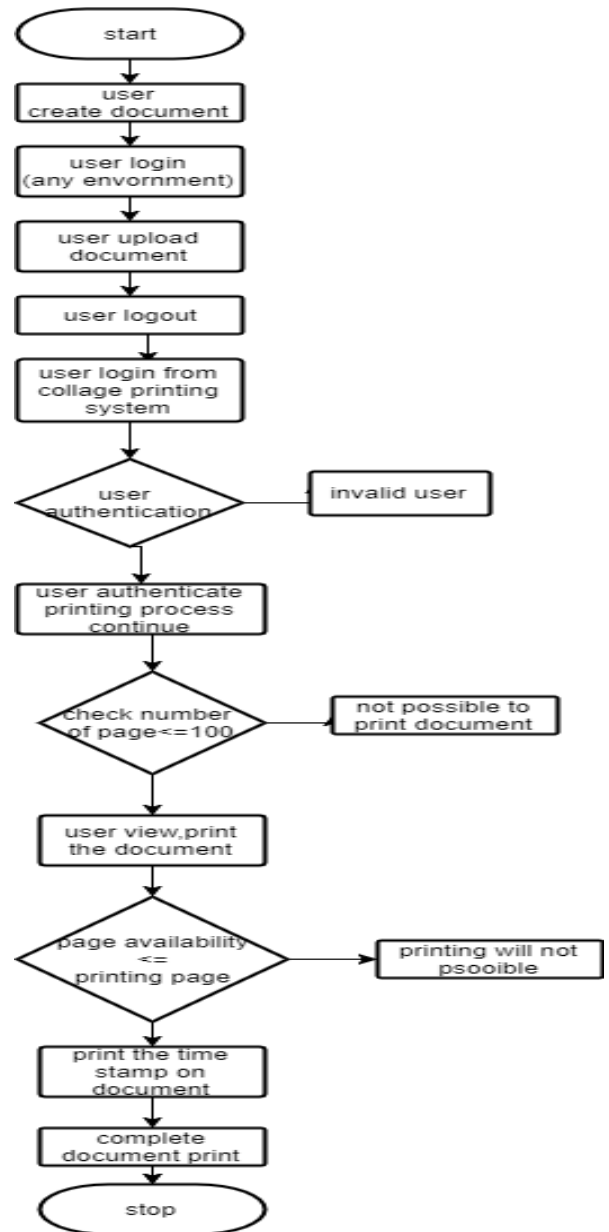 start
user
create document
user login
(any envornment)
user upload
document
user logout
user login from
collage printing
system
user
authentication
invalid user
user authenticate
printing process
continue
check number
of page<=100
not possible to
print document
user view,print
the document
page availability
<=
printing page
printing will not
psooible
print the time
stamp on
document
complete
document print
stop